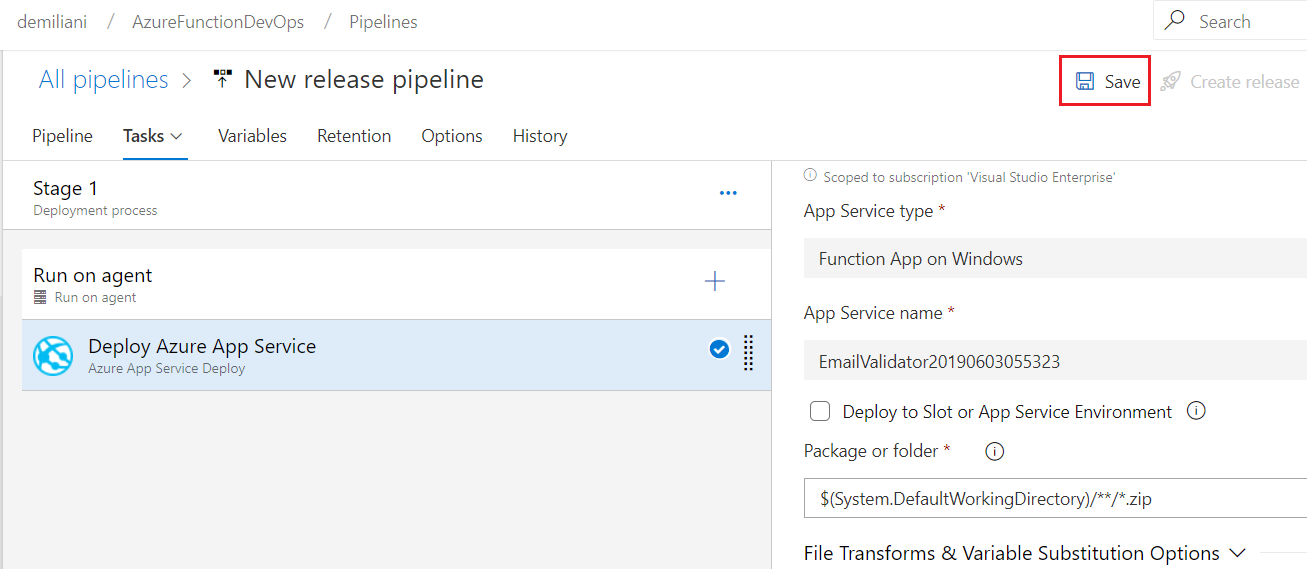 demiliani / AzureFunctionDevOps / Pipelines
Search
All pipelines > New release pipeline
Save
Create release
Pipeline Tasks Variables Retention Options History
Stage 1
Deployment process
Run on agent
Run on agent
Deploy Azure App Service
Azure App Service Deploy
Scoped to subscription 'Visual Studio Enterprise'
App Service type *
Function App on Windows
App Service name *
EmailValidator20190603055323
Deploy to Slot or App Service Environment
Package or folder *
$(System.DefaultWorkingDirectory)/**/*.zip
File Transforms & Variable Substitution Options